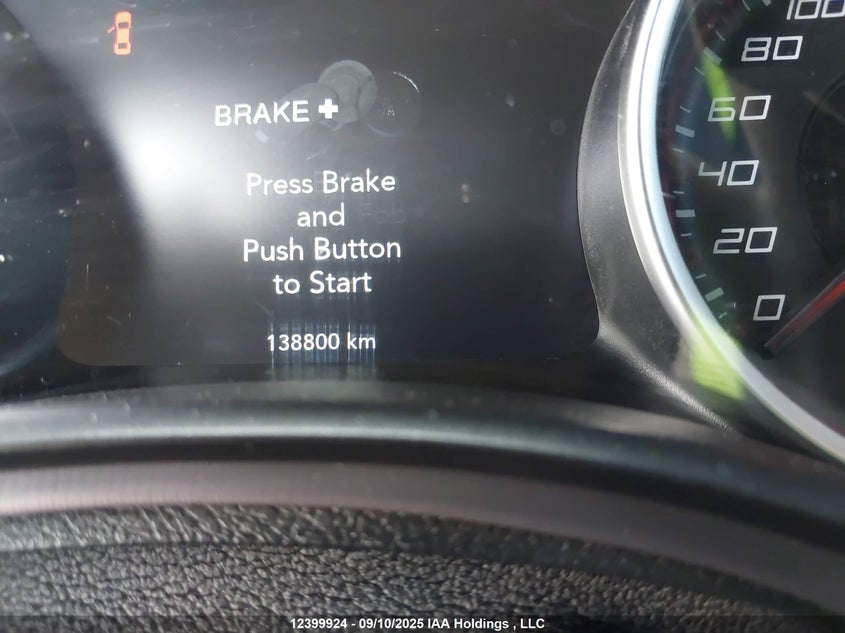 BRAKE +
Press Brake
and
Push Button
to Start
138800 km
100
80
60
40
20
0
12399924 - 09/10/2025 IAA Holdings , LLC